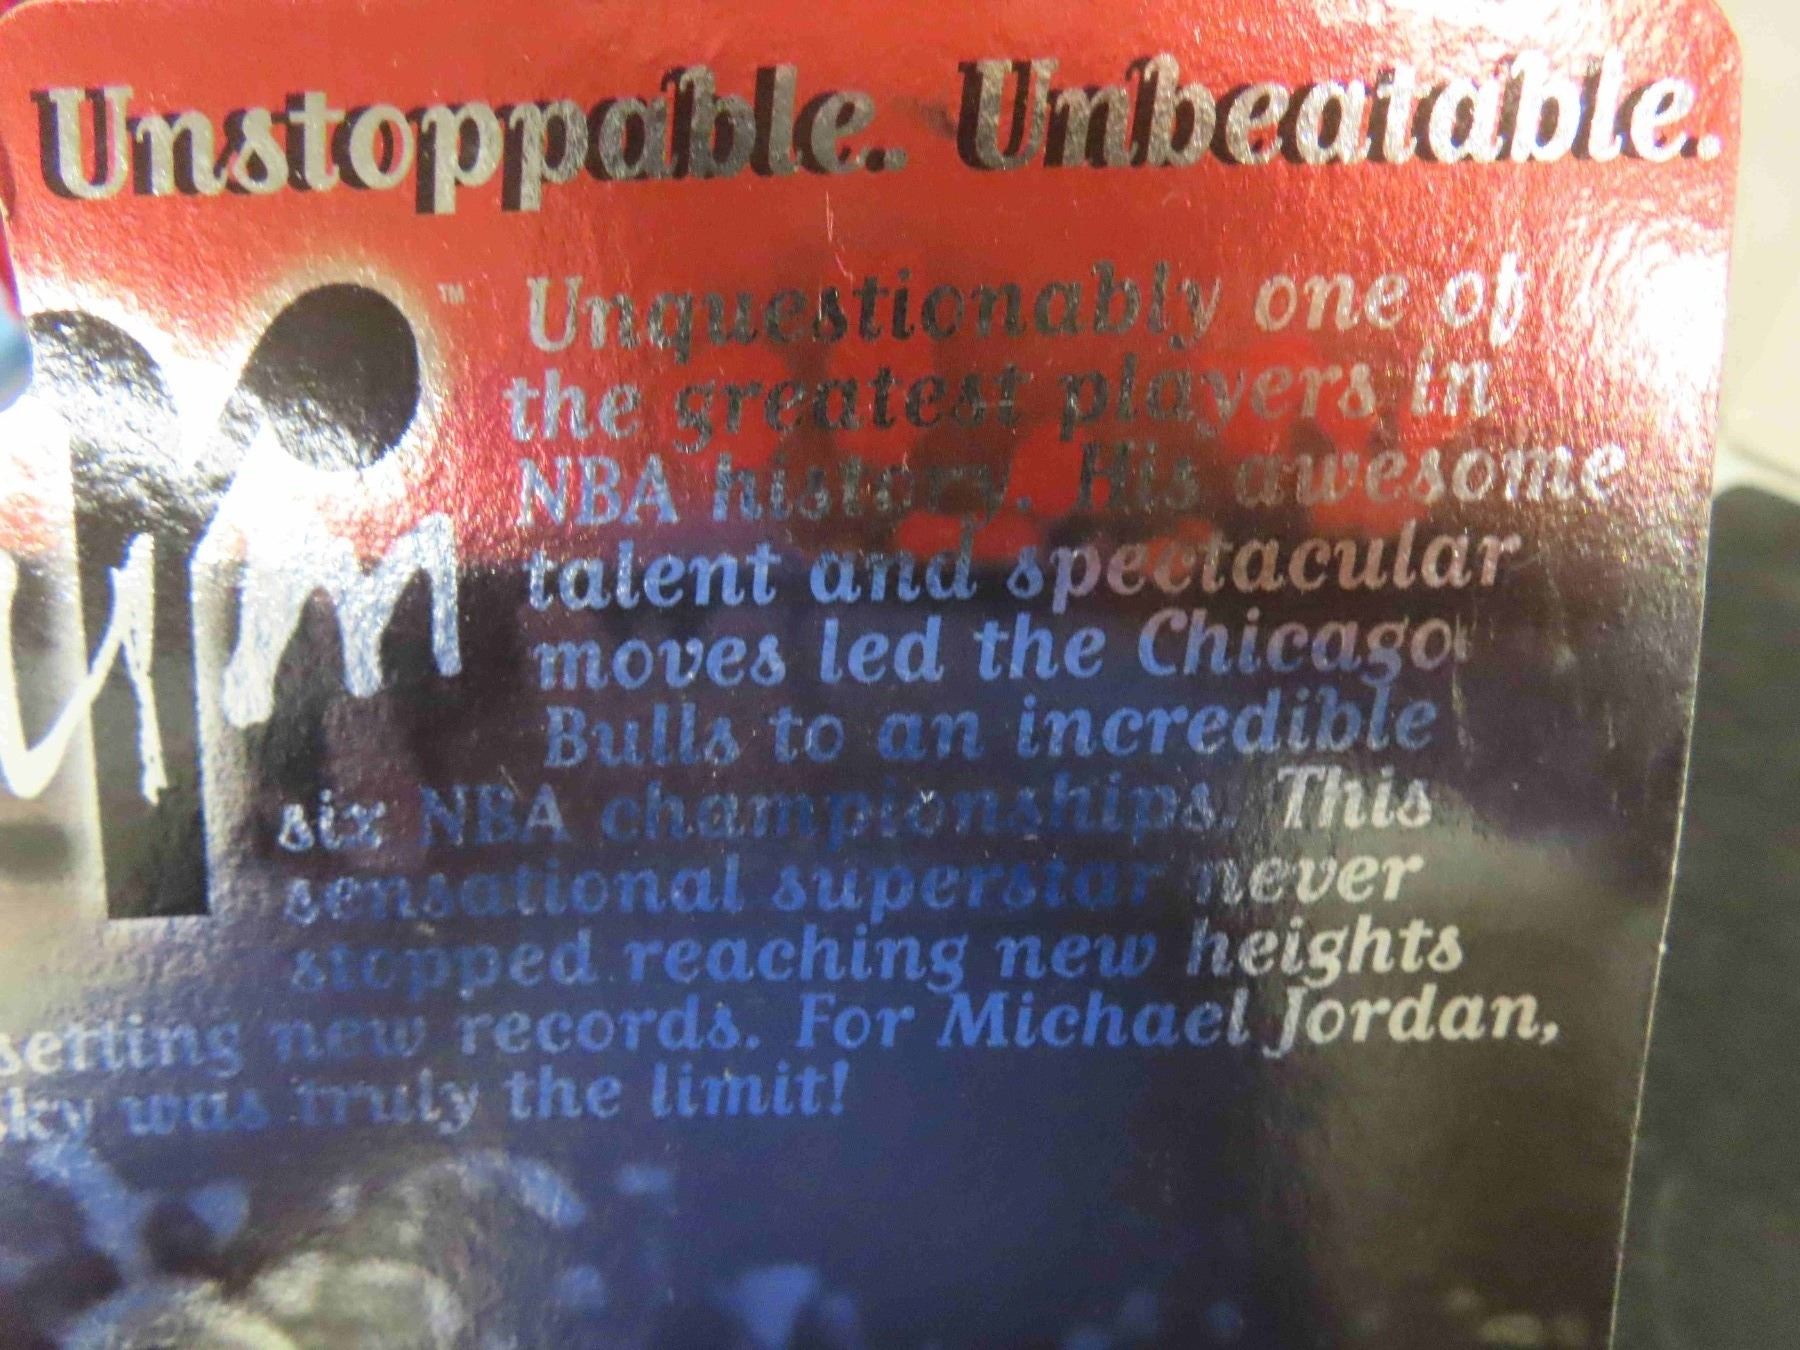 Unstoppable. Unbeatable.
™
Unquestionably one of
the greatest players in
NBA history. His awesome
talent and spectacular
moves led the Chicago
Bulls to an incredible
six NBA championships. This
sensational superstar never
stopped reaching new heights
setting new records. For Michael Jordan,
was truly the limit!